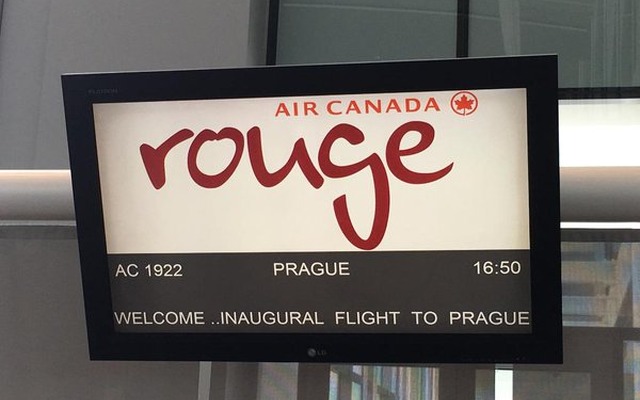 AIR CANADA
rouge
AC 1922 PRAGUE 16:50
WELCOME ..INAUGURAL FLIGHT TO PRAGUE
LG